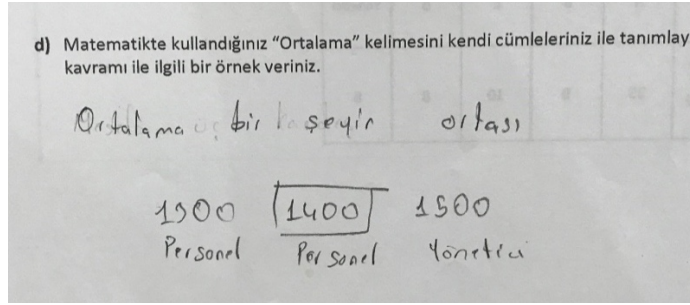 d) Matematikte kullandığınız "Ortalama" kelimesini kendi cümleleriniz ile tanımlay
kavramı ile ilgili bir örnek veriniz.
Ortalama bir şeyin ortası
1300 1400 1500
Personel Personel Yönetici